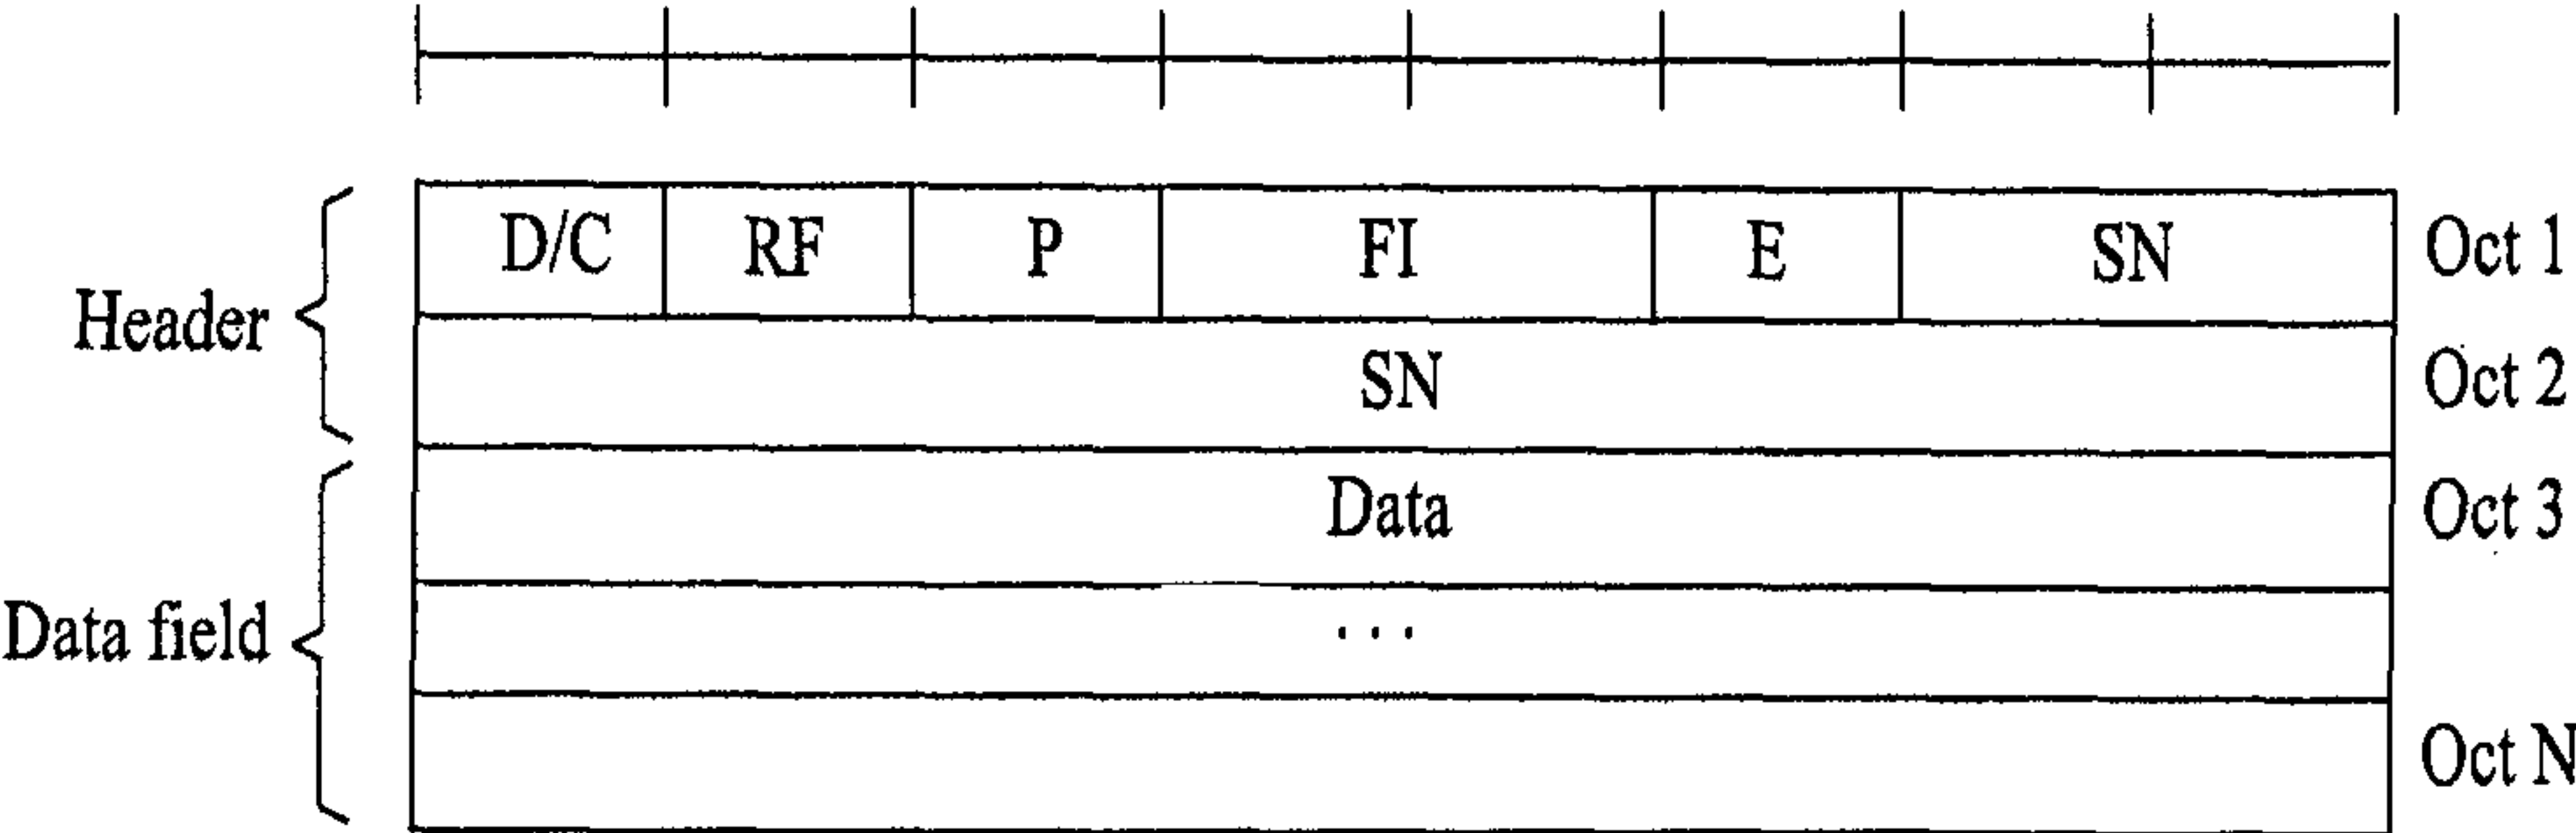 D/C RF P FI E SN Oct 1
Header
SN Oct 2
Data Oct 3
Data field
...
Oct N